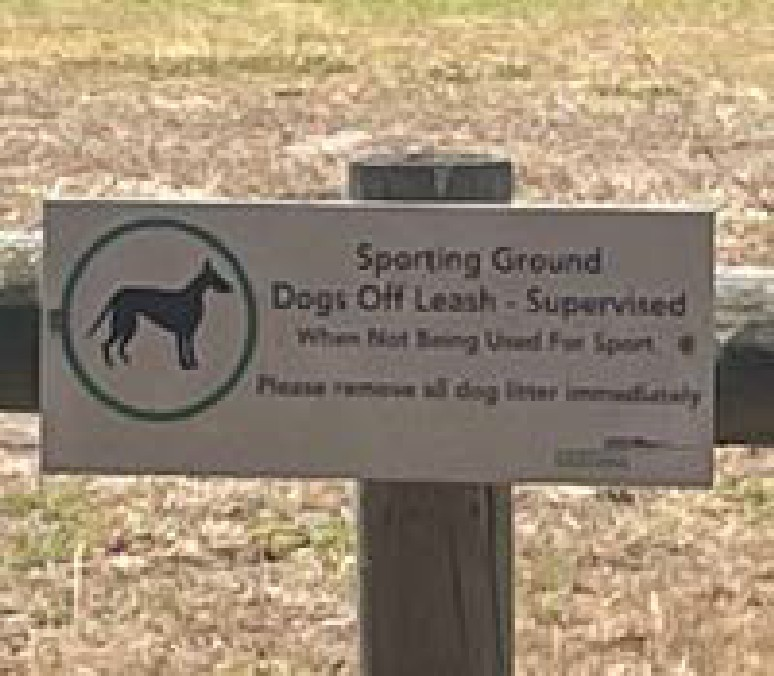 Sporting Ground
Dogs Off Leash - Supervised
When Not Being Used For Sport.
Please remove all dog litter immediately